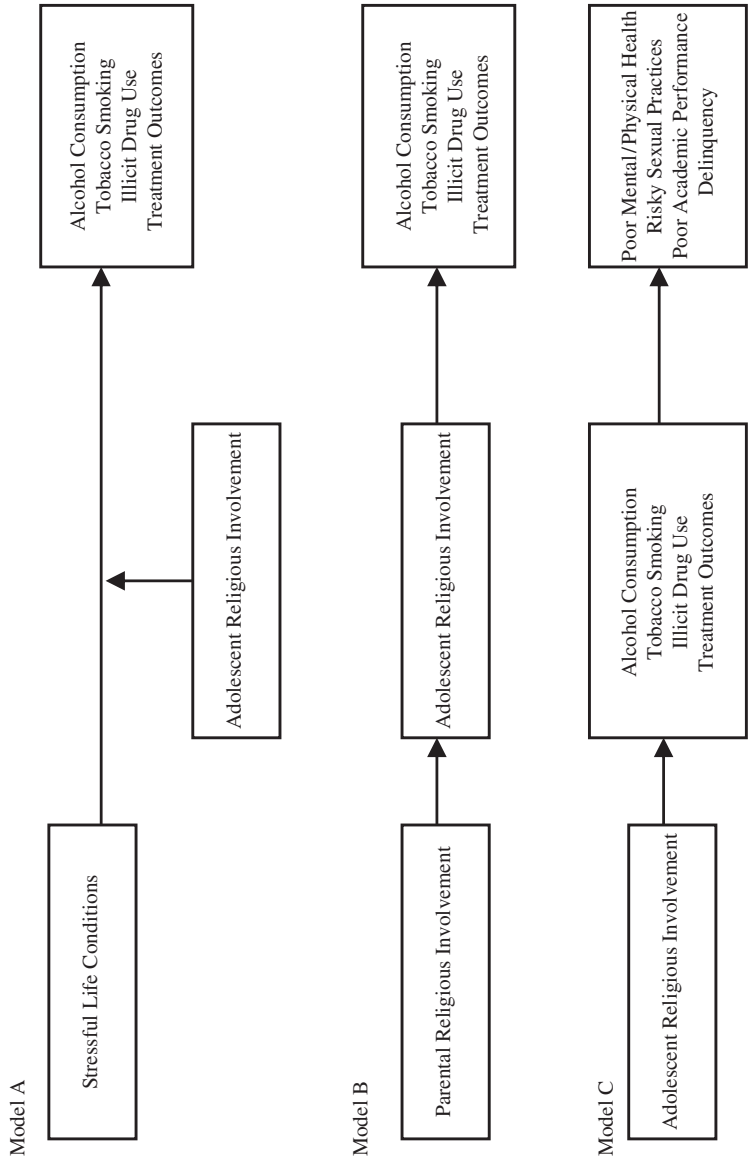 Model A
Stressful Life Conditions
Adolescent Religious Involvement
Alcohol Consumption
Tobacco Smoking
Illicit Drug Use
Treatment Outcomes
Model B
Parental Religious Involvement
Adolescent Religious Involvement
Alcohol Consumption
Tobacco Smoking
Illicit Drug Use
Treatment Outcomes
Model C
Adolescent Religious Involvement
Alcohol Consumption
Tobacco Smoking
Illicit Drug Use
Treatment Outcomes
Poor Mental/Physical Health
Risky Sexual Practices
Poor Academic Performance
Delinquency